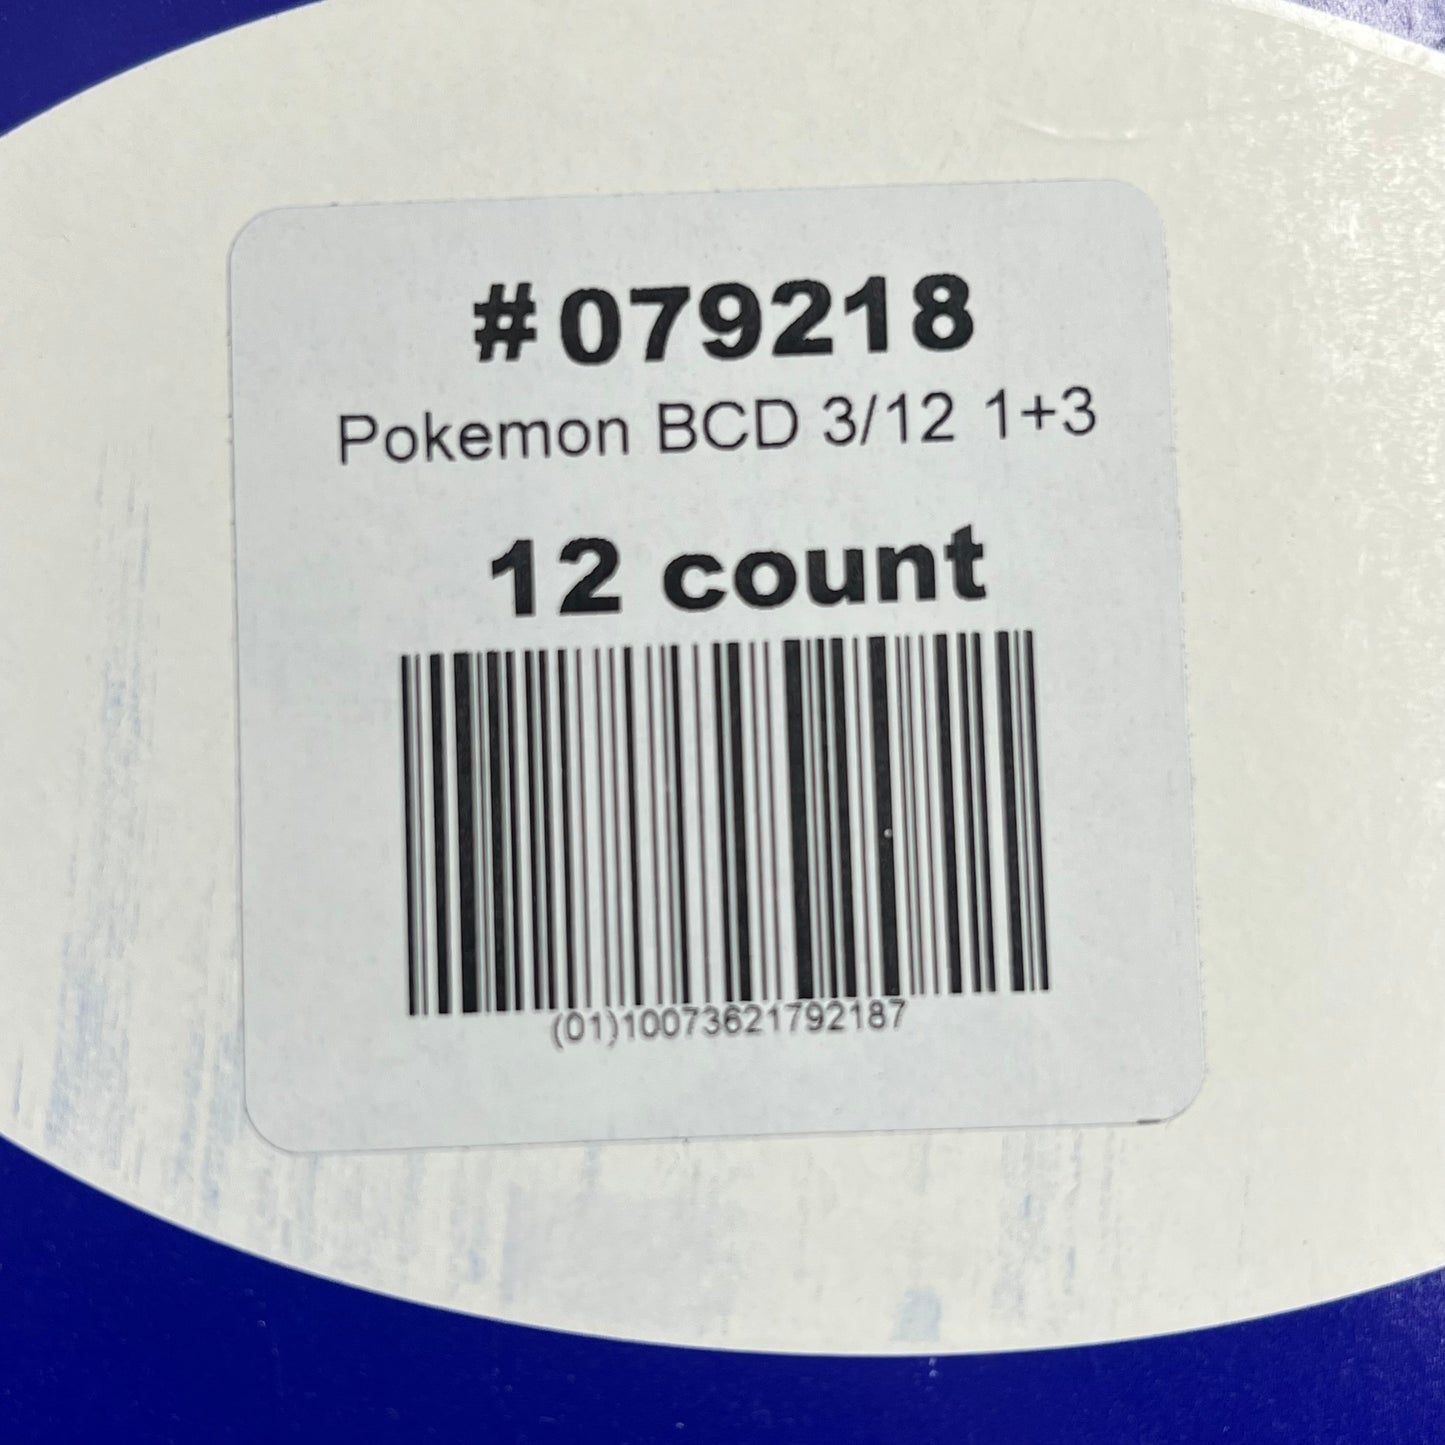 #079218
Pokemon BCD 3/12 1+3
12 count
(01)10073621792187